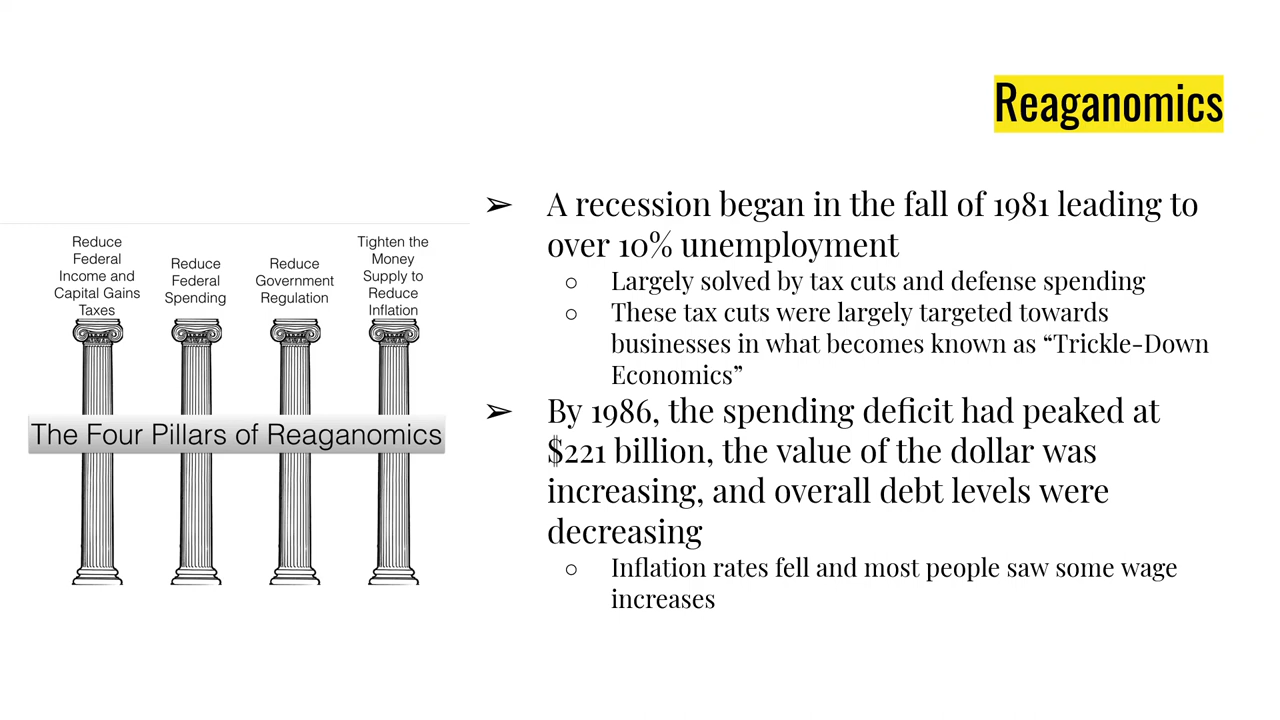 Reaganomics
Reduce
Federal
Income and
Capital Gains
Taxes
Reduce
Federal
Spending
Reduce
Government
Regulation
Tighten the
Money
Supply to
Reduce
Inflation
The Four Pillars of Reaganomics
➢ A recession began in the fall of 1981 leading to
over 10% unemployment
○ Largely solved by tax cuts and defense spending
○ These tax cuts were largely targeted towards
businesses in what becomes known as “Trickle-Down
Economics”
➢ By 1986, the spending deficit had peaked at
$221 billion, the value of the dollar was
increasing, and overall debt levels were
decreasing
○ Inflation rates fell and most people saw some wage
increases